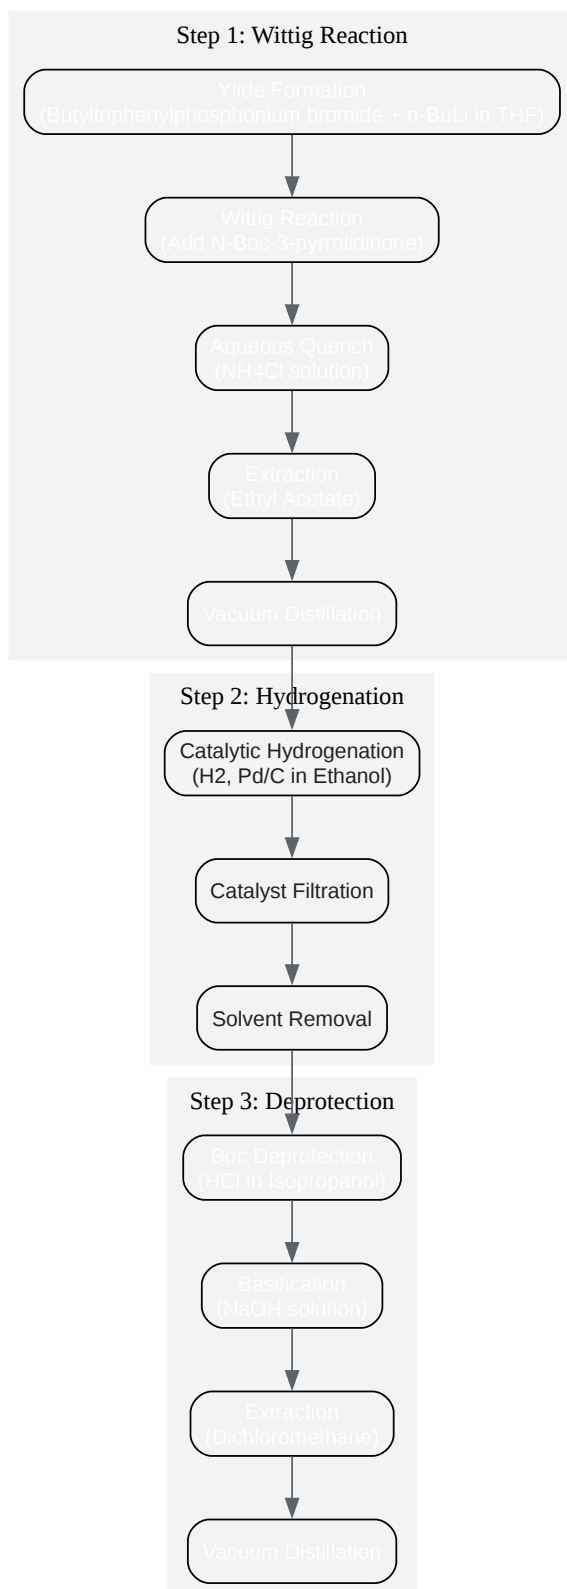 Step 1: Wittig Reaction
Ylide Formation
(Butyltriphenylphosphonium bromide + n-BuLi in THF)
Wittig Reaction
(Add N-Boc-3-pyrrolidinone)
Aqueous Quench
(NH4Cl solution)
Extraction
(Ethyl Acetate)
Vacuum Distillation
Step 2: Hydrogenation
Catalytic Hydrogenation
(H2, Pd/C in Ethanol)
Catalyst Filtration
Solvent Removal
Step 3: Deprotection
Boc Deprotection
(HCl in Isopropanol)
Basification
(NaOH solution)
Extraction
(Dichloromethane)
Vacuum Distillation